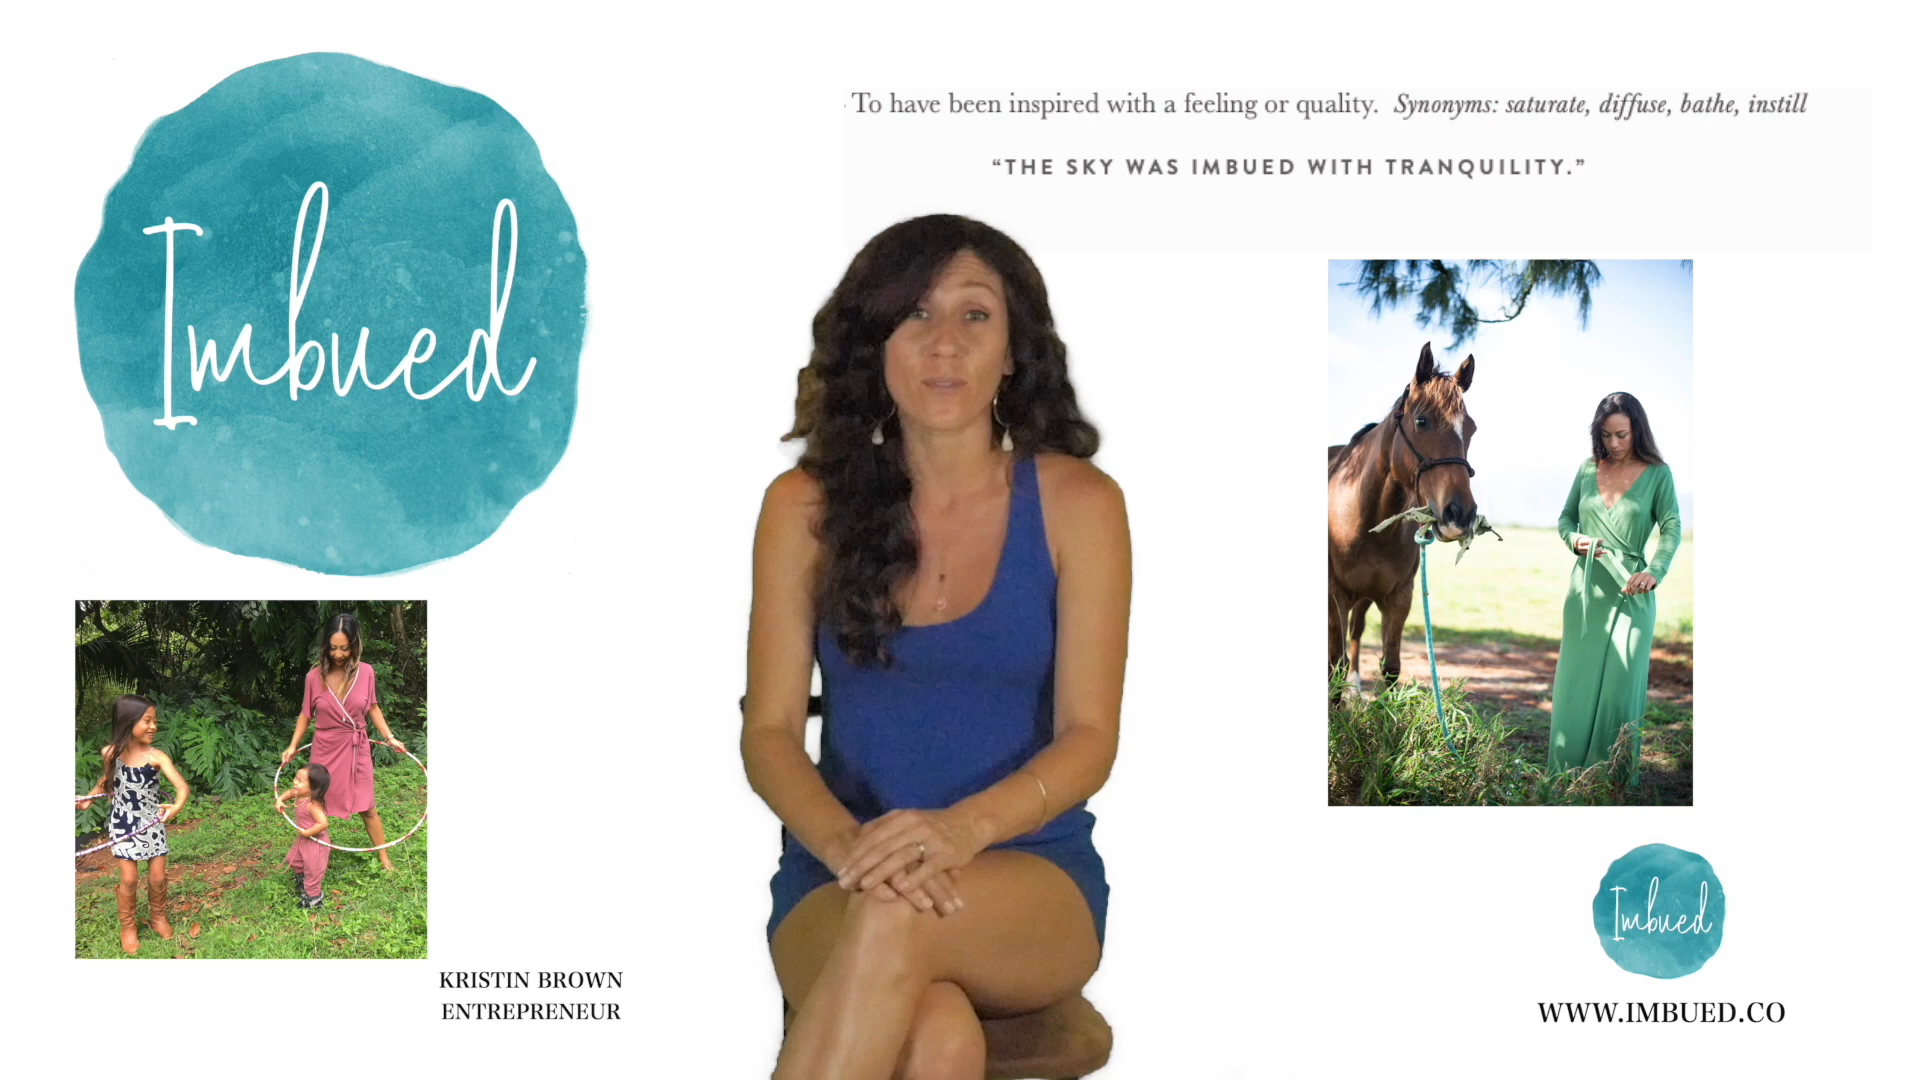 Imbued
To have been inspired with a feeling or quality. Synonyms: saturate, diffuse, bathe, instill
“THE SKY WAS IMBUED WITH TRANQUILITY.”
KRISTIN BROWN
ENTREPRENEUR
Imbued
WWW.IMBUED.CO